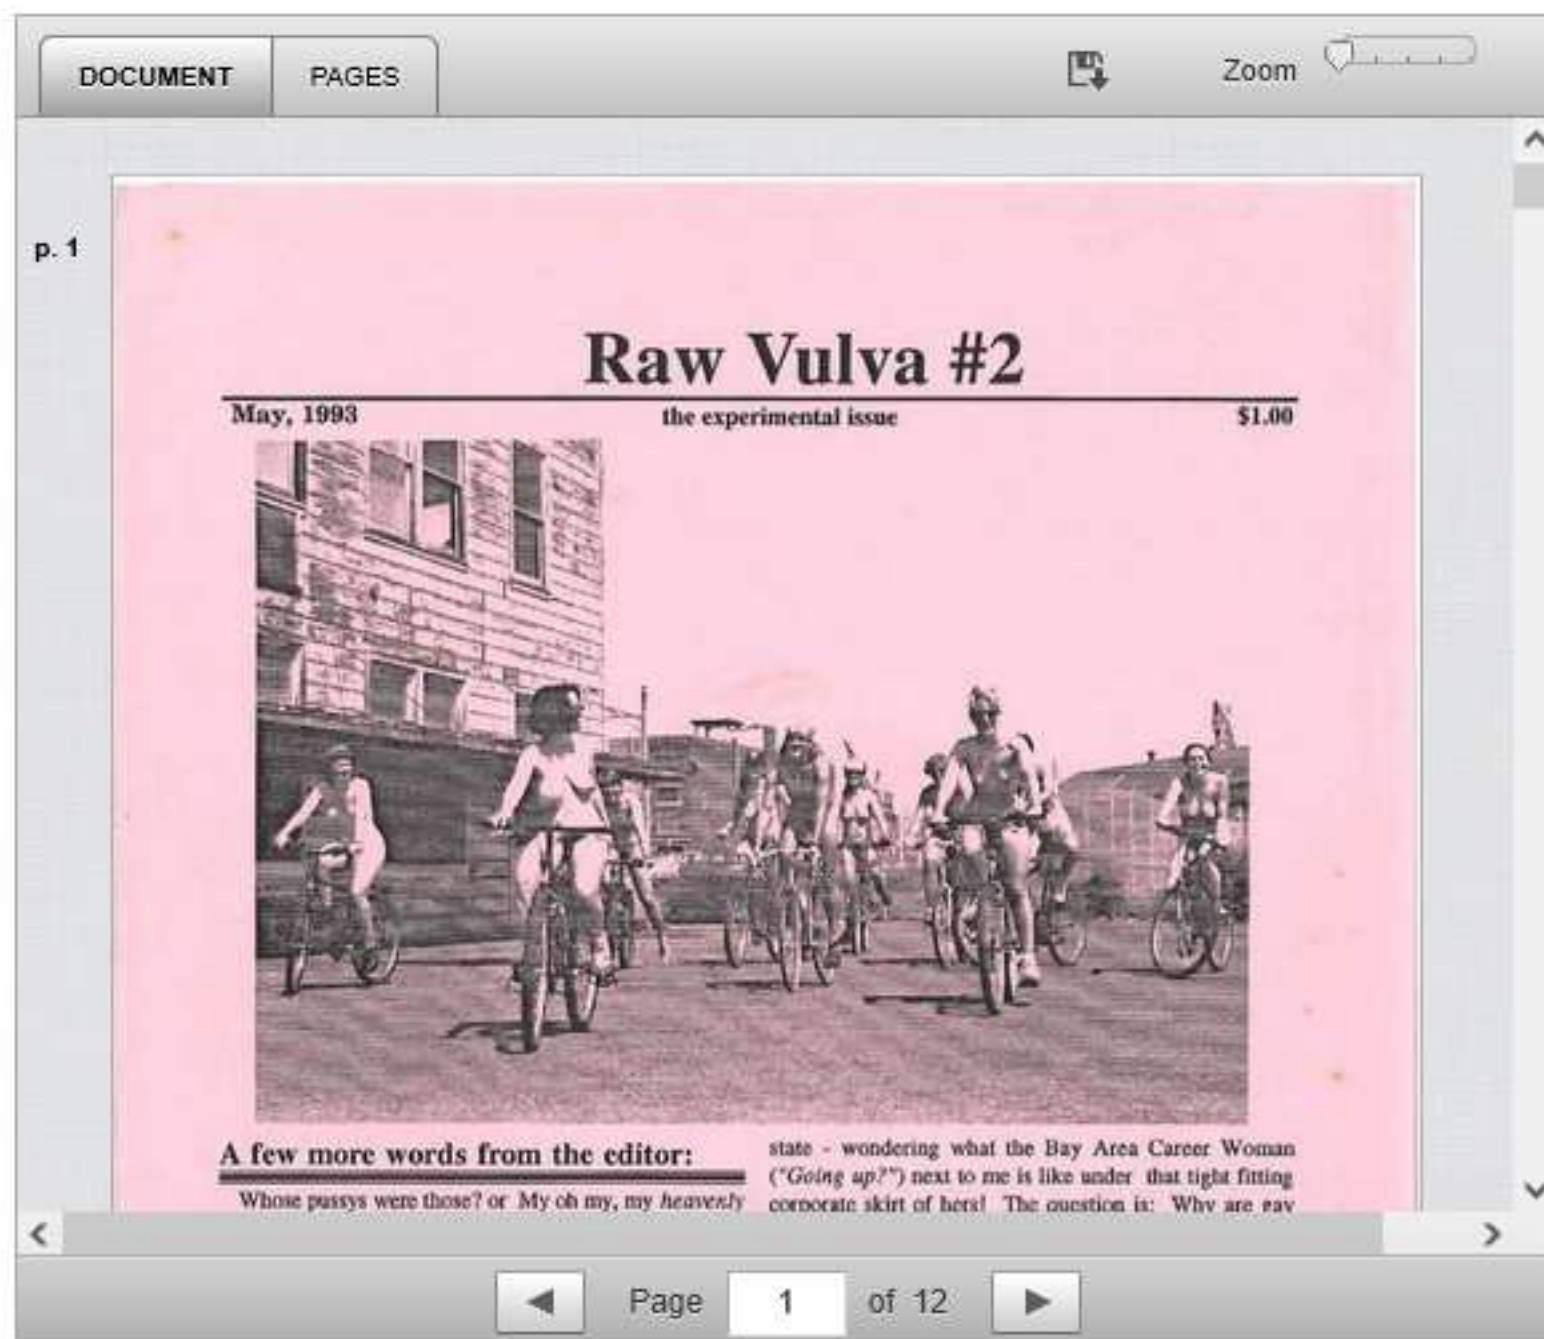 DOCUMENT
PAGES
Zoom
p. 1
Raw Vulva #2
May, 1993
the experimental issue
$1.00
A few more words from the editor:
Whose pussys were those? or My oh my, my heavenly
state - wondering what the Bay Area Career Woman
("Going up?") next to me is like under that tight fitting
corporate skirt of hers! The question is: Why are gay
Page 1 of 12